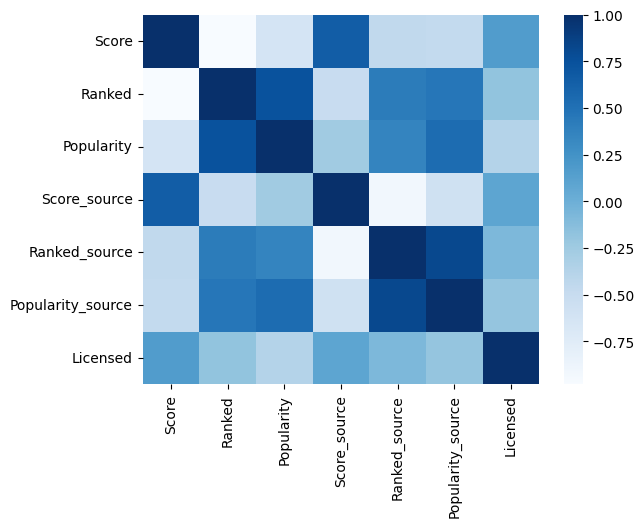 Score
Ranked
Popularity
Score_source
Ranked_source
Popularity_source
Licensed
Score
Ranked
Popularity
Score_source
Ranked_source
Popularity_source
Licensed
1.00
0.75
0.50
0.25
0.00
−0.25
−0.50
−0.75